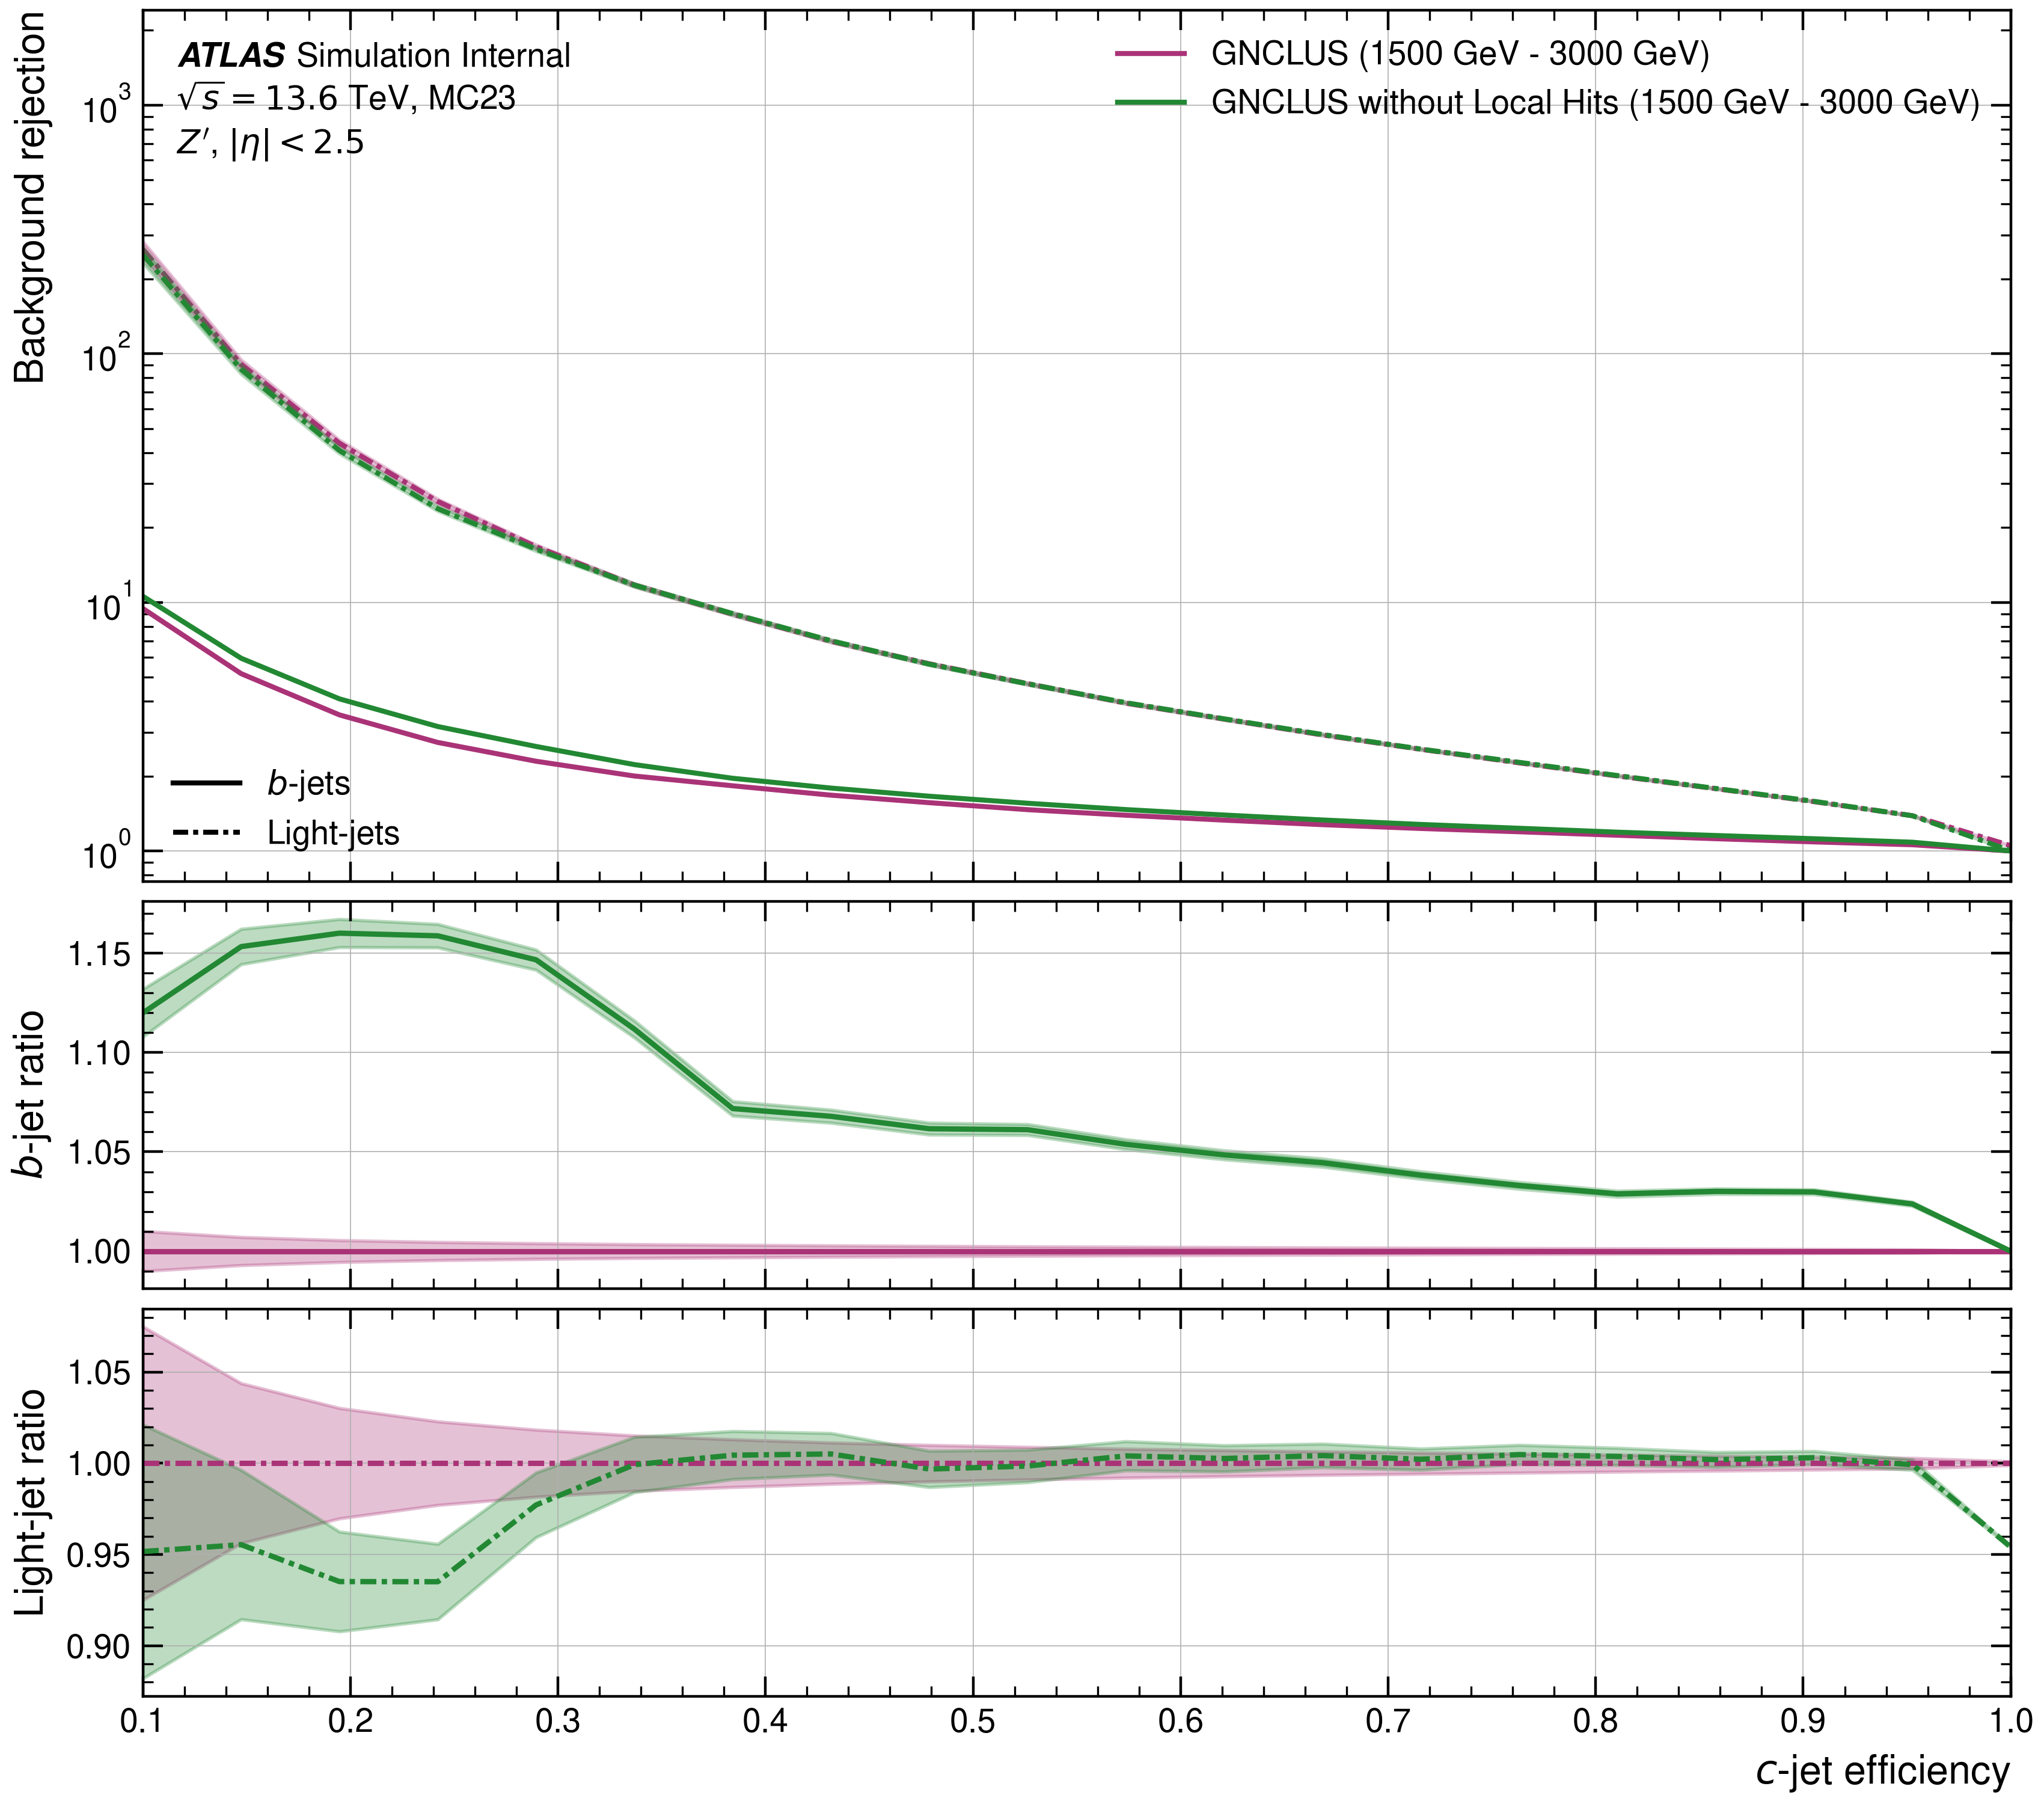 Background rejection
10³
10²
10¹
10⁰
ATLAS Simulation Internal
√s = 13.6 TeV, MC23
Z′, |η| < 2.5
GNCLUS (1500 GeV - 3000 GeV)
GNCLUS without Local Hits (1500 GeV - 3000 GeV)
b-jets
Light-jets
b-jet ratio
1.15
1.10
1.05
1.00
Light-jet ratio
1.05
1.00
0.95
0.90
0.1 0.2 0.3 0.4 0.5 0.6 0.7 0.8 0.9 1.0
c-jet efficiency